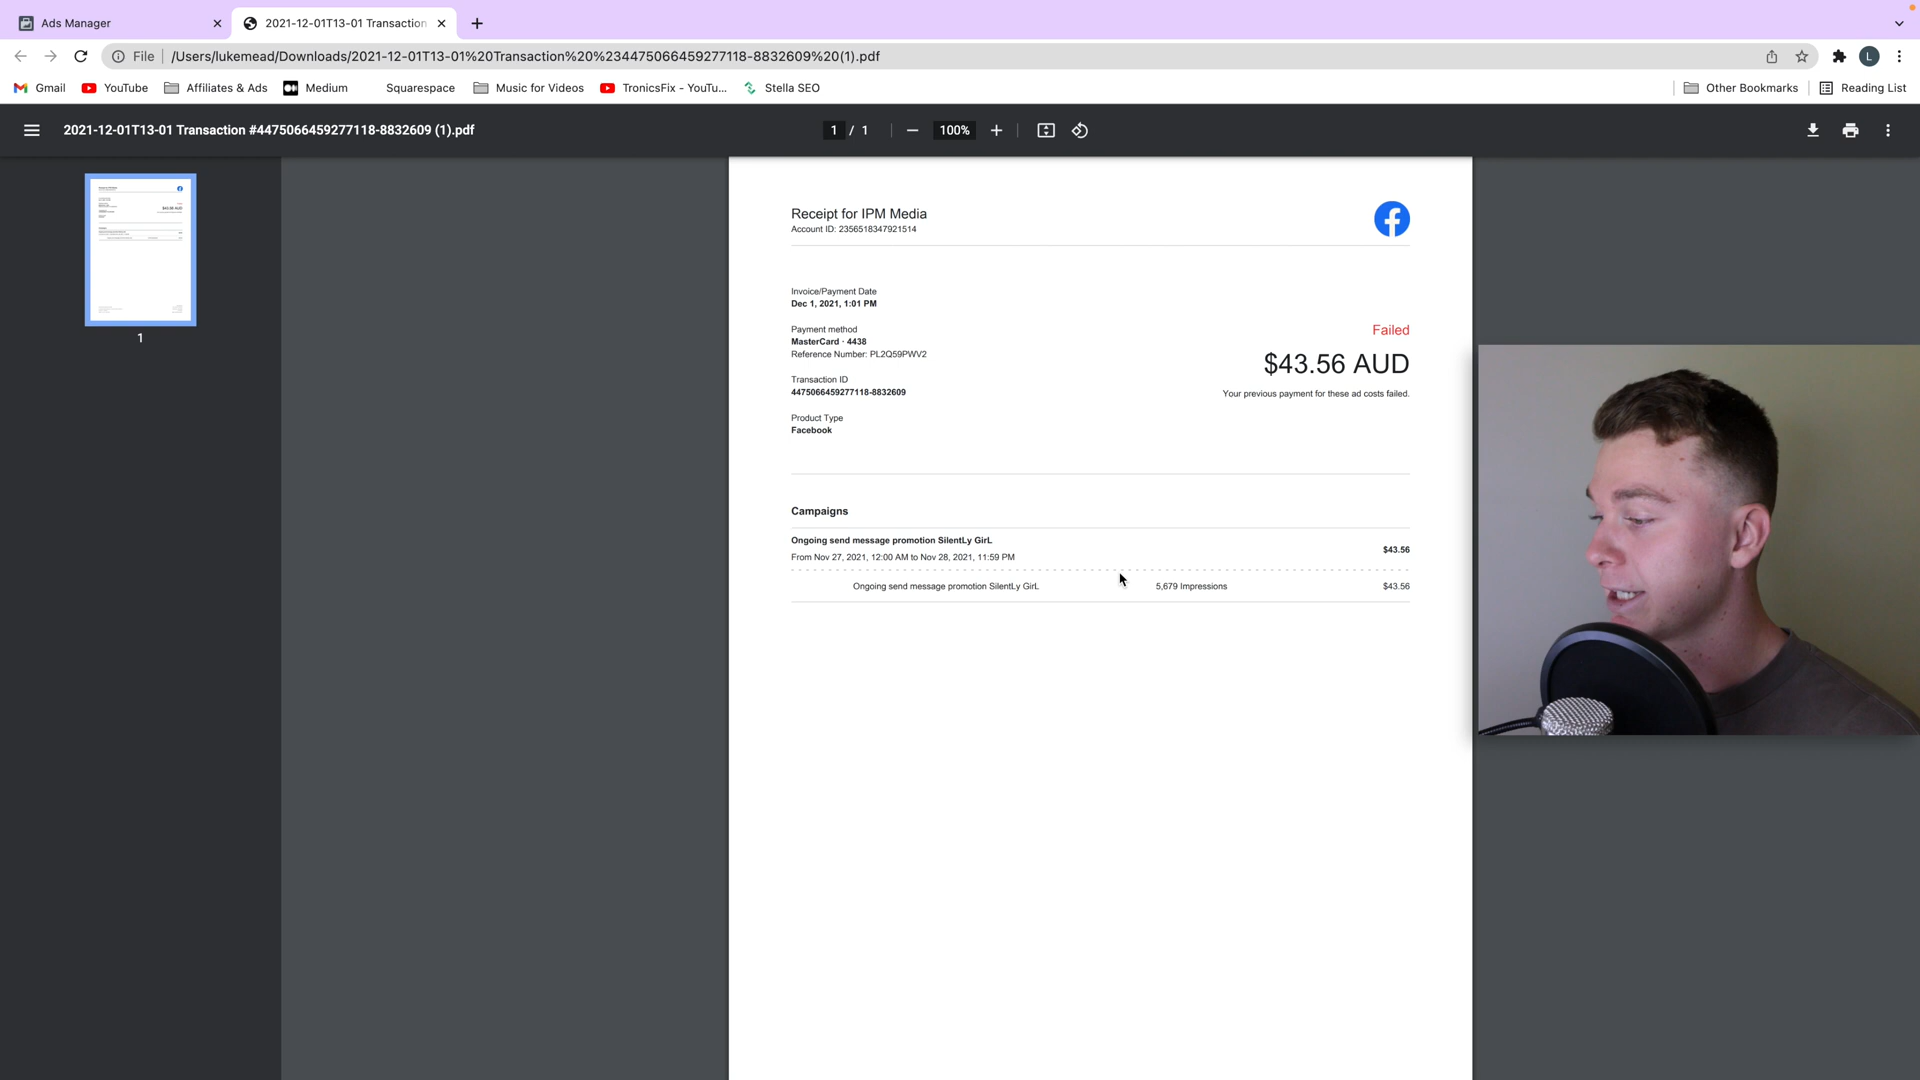 Ads Manager
2021-12-01T13-01 Transaction
File
/Users/lukemead/Downloads/2021-12-01T13-01%20Transaction%20%234475066459277118-8832609%20(1).pdf
L
Gmail
YouTube
Affiliates & Ads
Medium
Squarespace
Music for Videos
TronicsFix - YouTu...
Stella SEO
Other Bookmarks
Reading List
2021-12-01T13-01 Transaction #4475066459277118-8832609 (1).pdf
1 / 1
100%
1
Receipt for IPM Media
Account ID: 2356518347921514
Invoice/Payment Date
Dec 1, 2021, 1:01 PM
Payment method
MasterCard · 4438
Reference Number: PL2Q59PWV2
Transaction ID
4475066459277118-8832609
Product Type
Facebook
Failed
$43.56 AUD
Your previous payment for these ad costs failed.
Campaigns
Ongoing send message promotion SilentLy GirL
From Nov 27, 2021, 12:00 AM to Nov 28, 2021, 11:59 PM
$43.56
Ongoing send message promotion SilentLy GirL
5,679 Impressions
$43.56